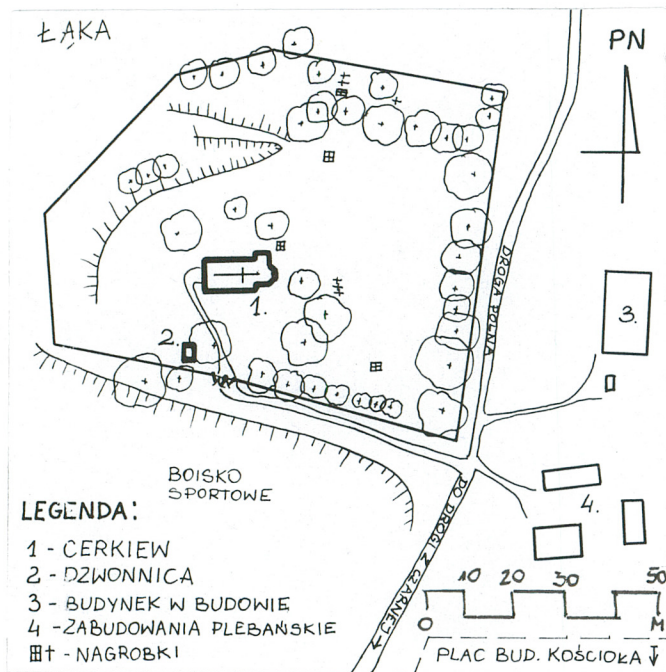 ŁĄKA
PN
DROGA POLNA
1.
2.
3.
4.
BOISKO
SPORTOWE
DO DROGI Z CZARNEJ
LEGENDA:
1 - CERKIEW
2 - DZWONNICA
3 - BUDYNEK W BUDOWIE
4 - ZABUDOWANIA PLEBAŃSKIE
- NAGROBKI
10 20 30 50
0 M
PLAC BUD. KOŚCIOŁA